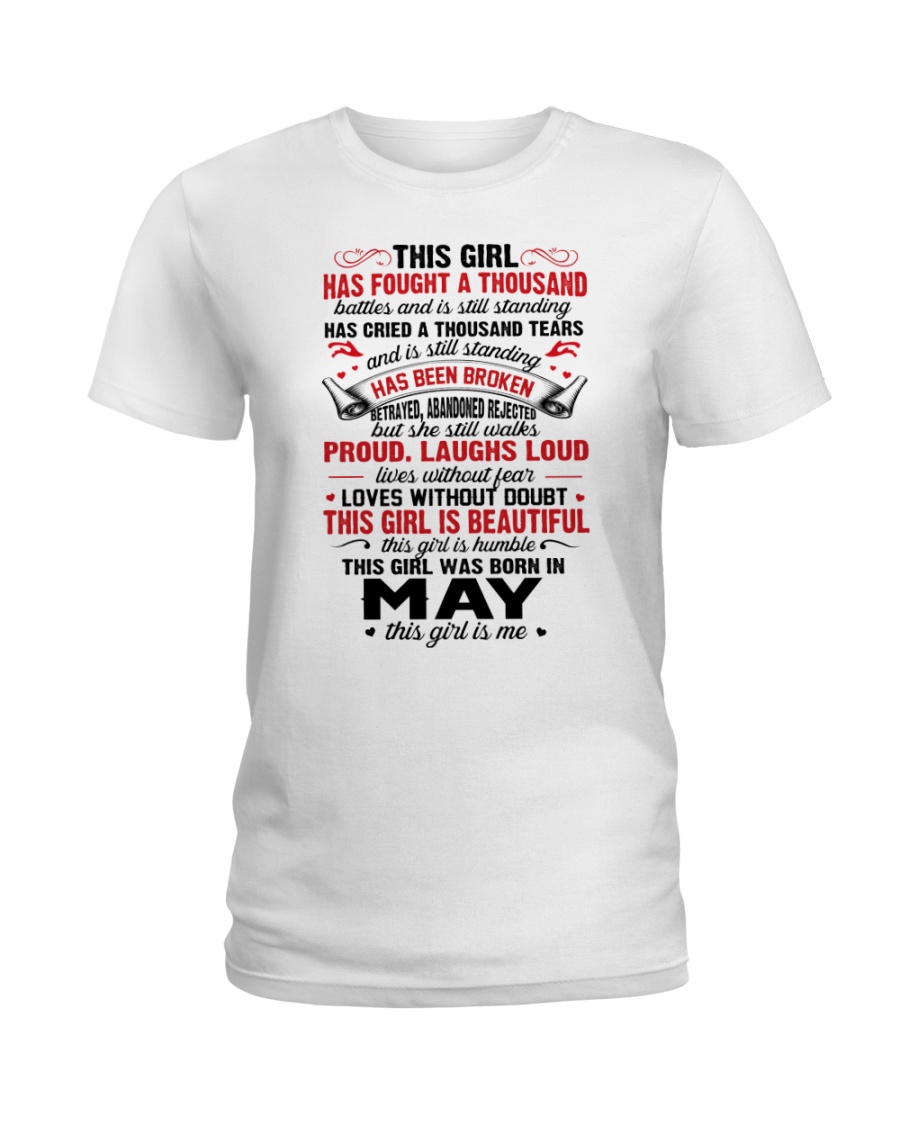 THIS GIRL
HAS FOUGHT A THOUSAND
battles and is still standing
HAS CRIED A THOUSAND TEARS
and is still standing
HAS BEEN BROKEN
BETRAYED, ABANDONED REJECTED
but she still walks
PROUD. LAUGHS LOUD
lives without fear
LOVES WITHOUT DOUBT
THIS GIRL IS BEAUTIFUL
this girl is humble
THIS GIRL WAS BORN IN
MAY
this girl is me